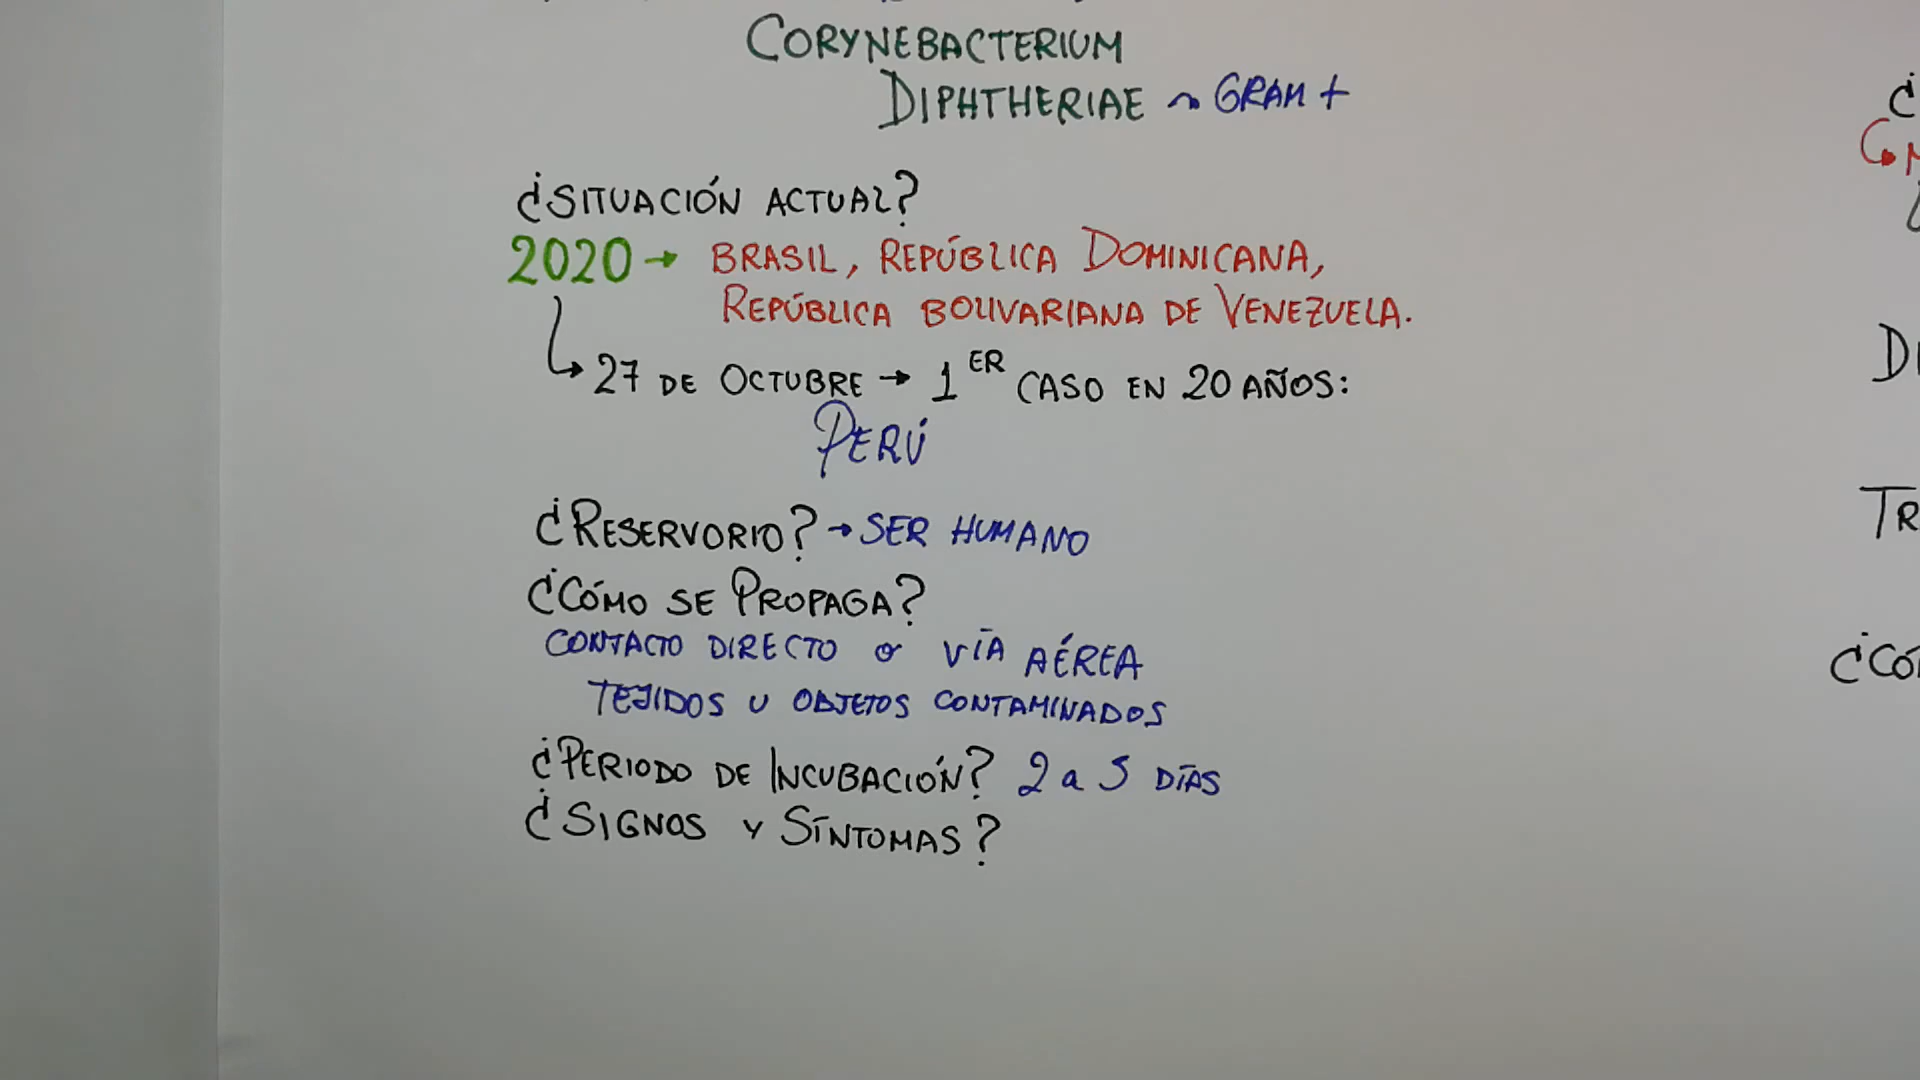 CORYNEBACTERIUM
DIPHTHERIAE ~ GRAM +
¿SITUACIÓN ACTUAL?
2020 → BRASIL, REPÚBLICA DOMINICANA,
REPÚBLICA BOLIVARIANA DE VENEZUELA.
↳ 27 DE OCTUBRE → 1ER CASO EN 20 AÑOS:
PERÚ
¿RESERVORIO? → SER HUMANO
¿CÓMO SE PROPAGA?
CONTACTO DIRECTO o VÍA AÉREA
TEJIDOS U OBJETOS CONTAMINADOS
¿PERIODO DE INCUBACIÓN? 2 a 5 DÍAS
¿SIGNOS Y SÍNTOMAS?
¿
D
TR
¿CÓ